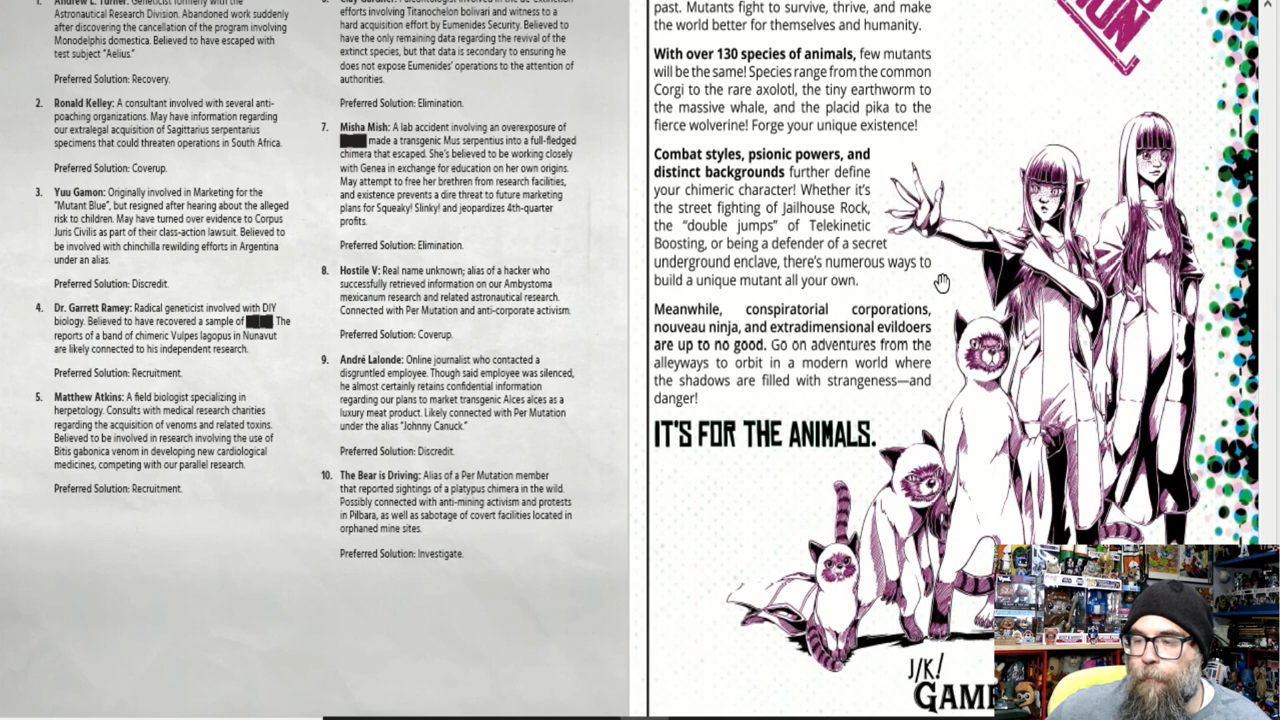 1. Andrew L. Turner: Geneticist formerly with the
Astronautical Research Division. Abandoned work suddenly
after discovering the cancellation of the program involving
Monodelphis domestica. Believed to have escaped with
test subject "Aelius."
Preferred Solution: Recovery.
2. Ronald Kelley: A consultant involved with several anti-
poaching organizations. May have information regarding
our extralegal acquisition of Sagittarius serpentarius
specimens that could threaten operations in South Africa.
Preferred Solution: Coverup.
3. Yuu Gamon: Originally involved in Marketing for the
"Mutant Blue", but resigned after hearing about the alleged
risk to children. May have turned over evidence to Corpus
Juris Civilis as part of their class-action lawsuit. Believed to
be involved with chinchilla rewilding efforts in Argentina
under an alias.
Preferred Solution: Discredit.
4. Dr. Garrett Ramey: Radical geneticist involved with DIY
biology. Believed to have recovered a sample of The
reports of a band of chimeric Vulpes lagopus in Nunavut
are likely connected to his independent research.
Preferred Solution: Recruitment.
5. Matthew Atkins: A field biologist specializing in
herpetology. Consults with medical research charities
regarding the acquisition of venoms and related toxins.
Believed to be involved in research involving the use of
Bitis gabonica venom in developing new cardiological
medicines, competing with our parallel research.
Preferred Solution: Recruitment.
efforts involving Titanochelon bolivari and witness to a
hard acquisition effort by Eumenides Security. Believed to
have the only remaining data regarding the revival of the
extinct species, but that data is secondary to ensuring he
does not expose Eumenides' operations to the attention of
authorities.
Preferred Solution: Elimination.
7. Misha Mish: A lab accident involving an overexposure of
made a transgenic Mus serpentius into a full-fledged
chimera that escaped. She's believed to be working closely
with Genea in exchange for education on her own origins.
May attempt to free her brethren from research facilities,
and existence prevents a dire threat to future marketing
plans for Squeaky! Slinky! and jeopardizes 4th-quarter
profits.
Preferred Solution: Elimination.
8. Hostile V: Real name unknown; alias of a hacker who
successfully retrieved information on our Ambystoma
mexicanum research and related astronautical research.
Connected with Per Mutation and anti-corporate activism.
Preferred Solution: Coverup.
9. André Lalonde: Online journalist who contacted a
disgruntled employee. Though said employee was silenced,
he almost certainly retains confidential information
regarding our plans to market transgenic Alces alces as a
luxury meat product. Likely connected with Per Mutation
under the alias "Johnny Canuck."
Preferred Solution: Discredit.
10. The Bear is Driving: Alias of a Per Mutation member
that reported sightings of a platypus chimera in the wild.
Possibly connected with anti-mining activism and protests
in Pilbara, as well as sabotage of covert facilities located in
orphaned mine sites.
Preferred Solution: Investigate.
past. Mutants fight to survive, thrive, and make
the world better for themselves and humanity.
With over 130 species of animals, few mutants
will be the same! Species range from the common
Corgi to the rare axolotl, the tiny earthworm to
the massive whale, and the placid pika to the
fierce wolverine! Forge your unique existence!
Combat styles, psionic powers, and
distinct backgrounds further define
your chimeric character! Whether it's
the street fighting of Jailhouse Rock,
the "double jumps" of Telekinetic
Boosting, or being a defender of a secret
underground enclave, there's numerous ways to
build a unique mutant all your own.
Meanwhile, conspiratorial corporations,
nouveau ninja, and extradimensional evildoers
are up to no good. Go on adventures from the
alleyways to orbit in a modern world where
the shadows are filled with strangeness—and
danger!
IT'S FOR THE ANIMALS.
J/K!
GAME